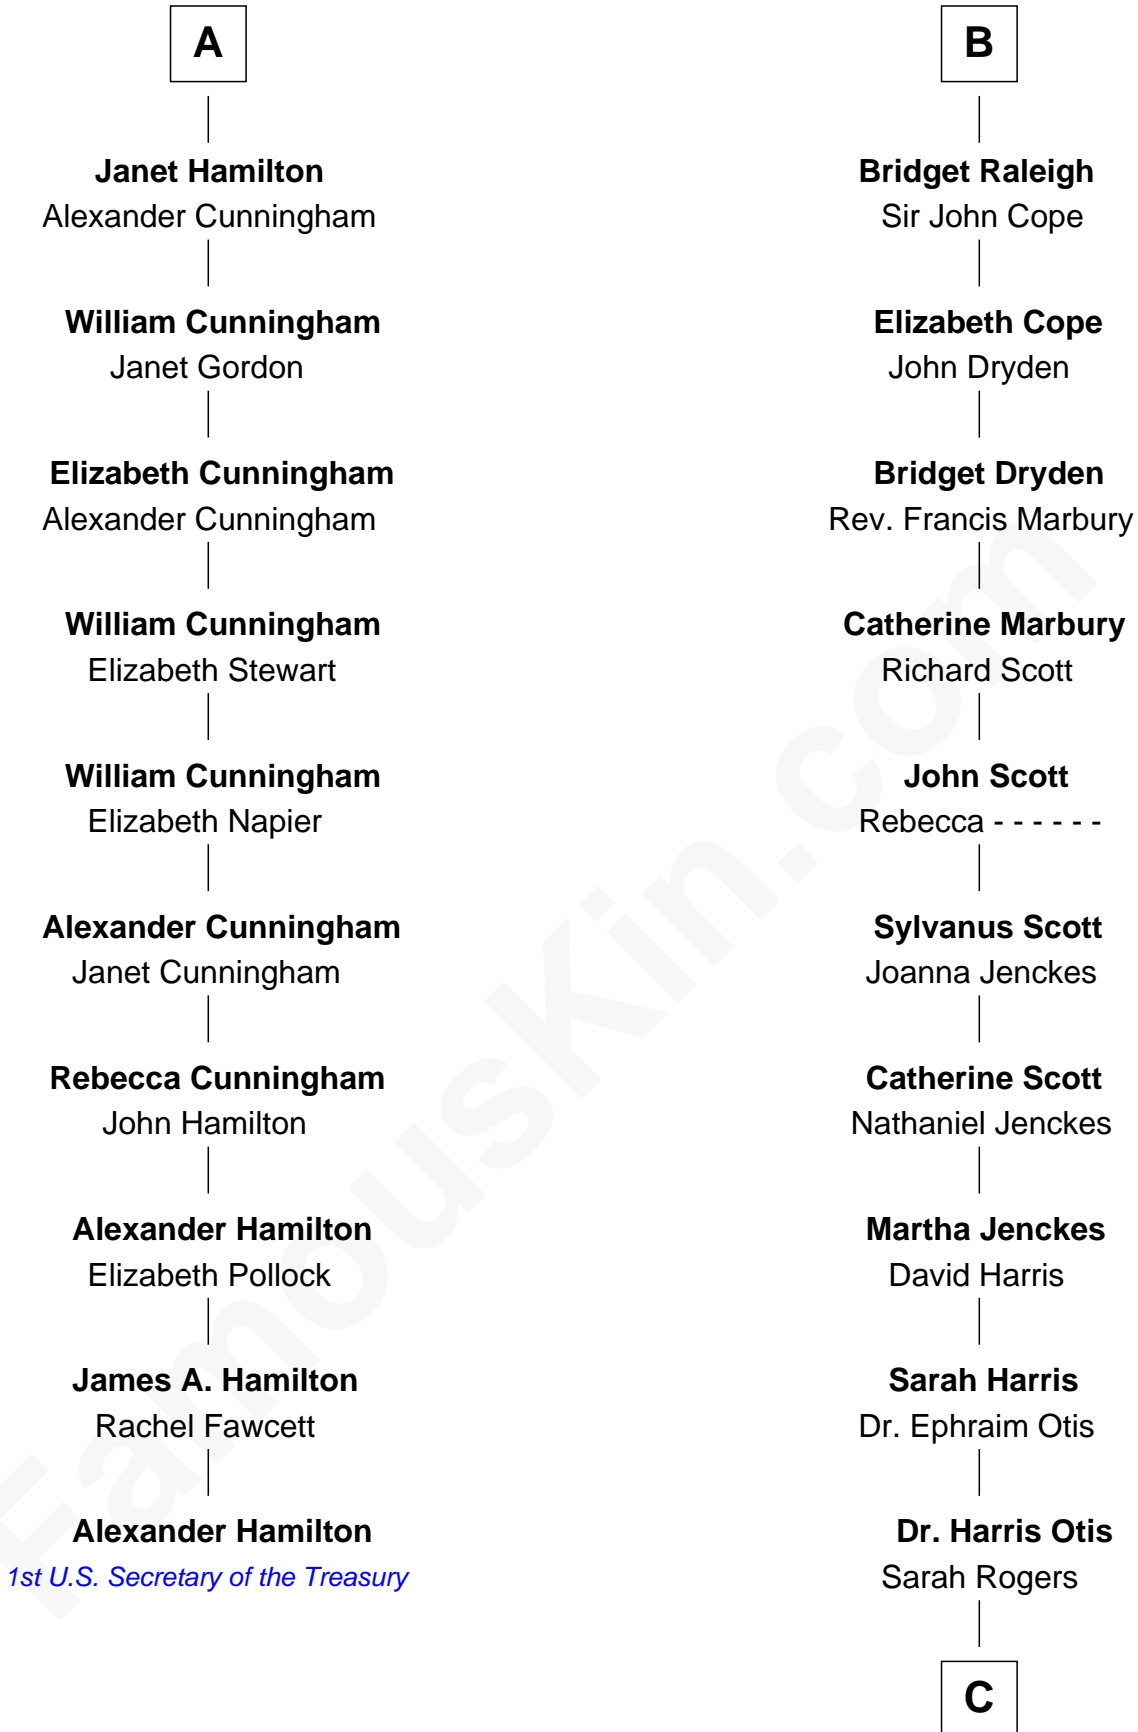 A
Janet Hamilton
Alexander Cunningham
William Cunningham
Janet Gordon
Elizabeth Cunningham
Alexander Cunningham
William Cunningham
Elizabeth Stewart
William Cunningham
Elizabeth Napier
Alexander Cunningham
Janet Cunningham
Rebecca Cunningham
John Hamilton
Alexander Hamilton
Elizabeth Pollock
James A. Hamilton
Rachel Fawcett
Alexander Hamilton
1st U.S. Secretary of the Treasury
B
Bridget Raleigh
Sir John Cope
Elizabeth Cope
John Dryden
Bridget Dryden
Rev. Francis Marbury
Catherine Marbury
Richard Scott
John Scott
Rebecca - - - - - -
Sylvanus Scott
Joanna Jenckes
Catherine Scott
Nathaniel Jenckes
Martha Jenckes
David Harris
Sarah Harris
Dr. Ephraim Otis
Dr. Harris Otis
Sarah Rogers
C
FamousKin.com